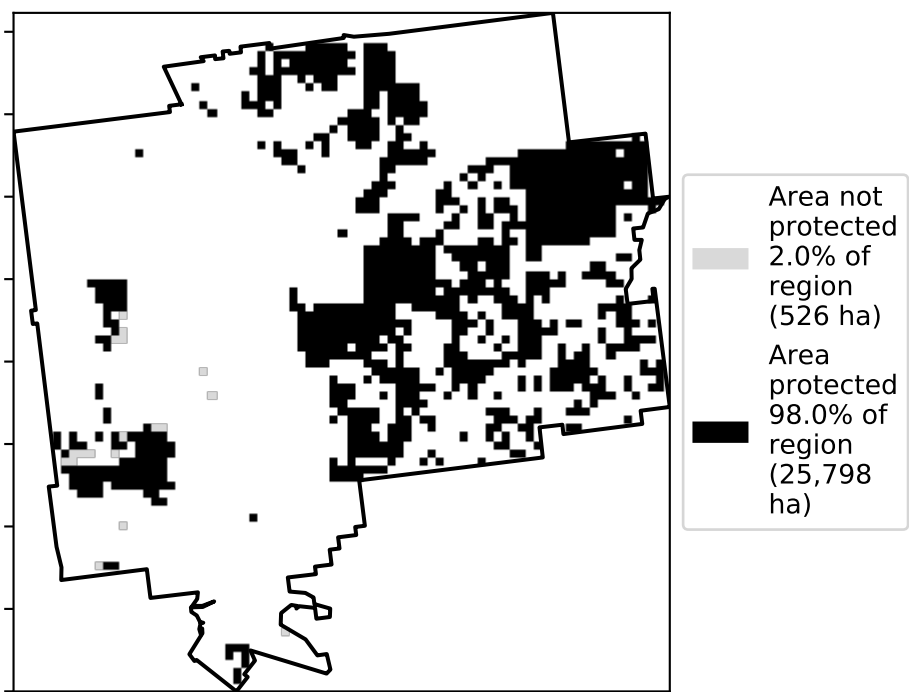 Area not
protected
2.0% of
region
(526 ha)
Area
protected
98.0% of
region
(25,798
ha)